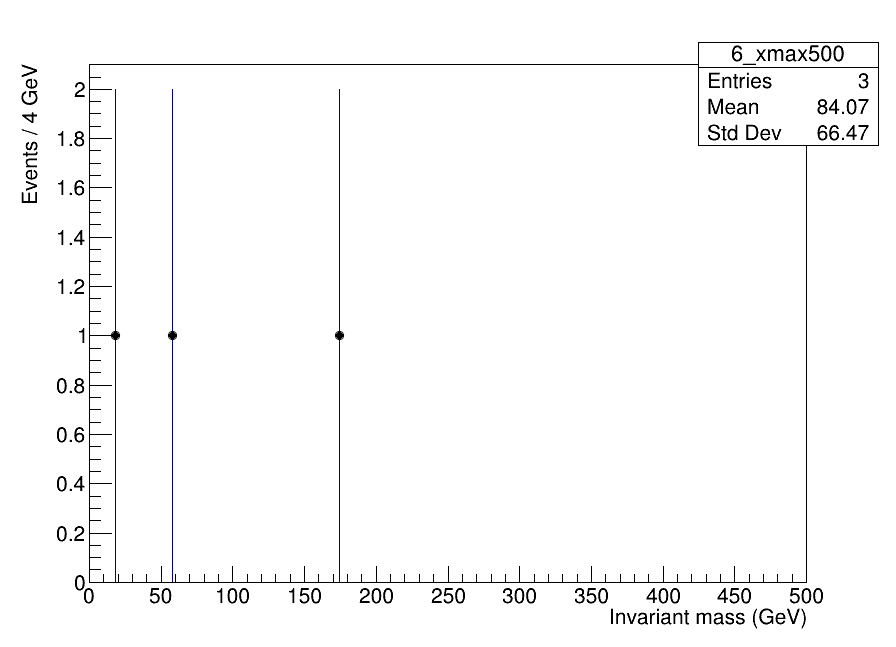 6_xmax500
Entries 3
Mean 84.07
Std Dev 66.47
Events / 4 GeV
2
1.8
1.6
1.4
1.2
1
0.8
0.6
0.4
0.2
0
0 50 100 150 200 250 300 350 400 450 500
Invariant mass (GeV)